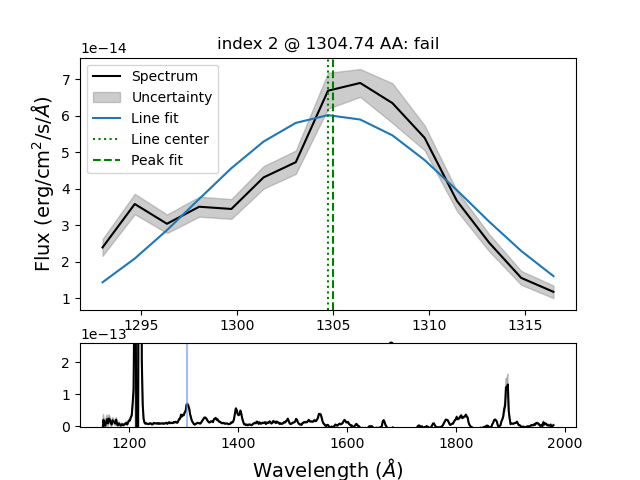 index 2 @ 1304.74 AA: fail
1e−14
Flux (erg/cm²/s/Å)
7
6
5
4
3
2
1
Spectrum
Uncertainty
Line fit
Line center
Peak fit
1295 1300 1305 1310 1315
1e−13
2
1
0
1200 1400 1600 1800 2000
Wavelength (Å)